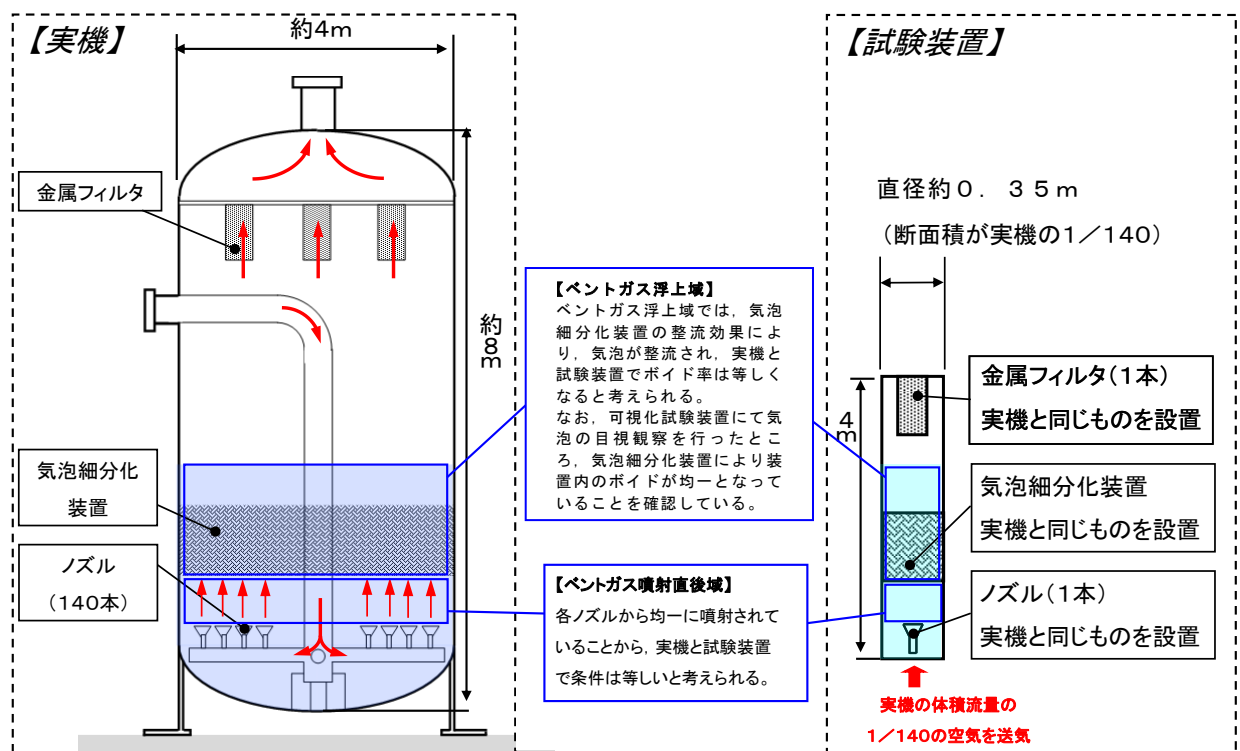 【実機】
約4m
金属フィルタ
約8m
気泡細分化
装置
ノズル
(140本)
【ベントガス浮上域】
ベントガス浮上域では，気泡
細分化装置の整流効果によ
り，気泡が整流され，実機と
試験装置でボイド率は等しく
なると考えられる。
なお，可視化試験装置にて気
泡の目視観察を行ったとこ
ろ，気泡細分化装置により装
置内のボイドが均一となって
いることを確認している。
【ベントガス噴射直後域】
各ノズルから均一に噴射されて
いることから，実機と試験装置
で条件は等しいと考えられる。
【試験装置】
直径約０．３５ｍ
（断面積が実機の1／140）
4m
金属フィルタ(1本)
実機と同じものを設置
気泡細分化装置
実機と同じものを設置
ノズル(1本)
実機と同じものを設置
実機の体積流量の
1／140の空気を送気